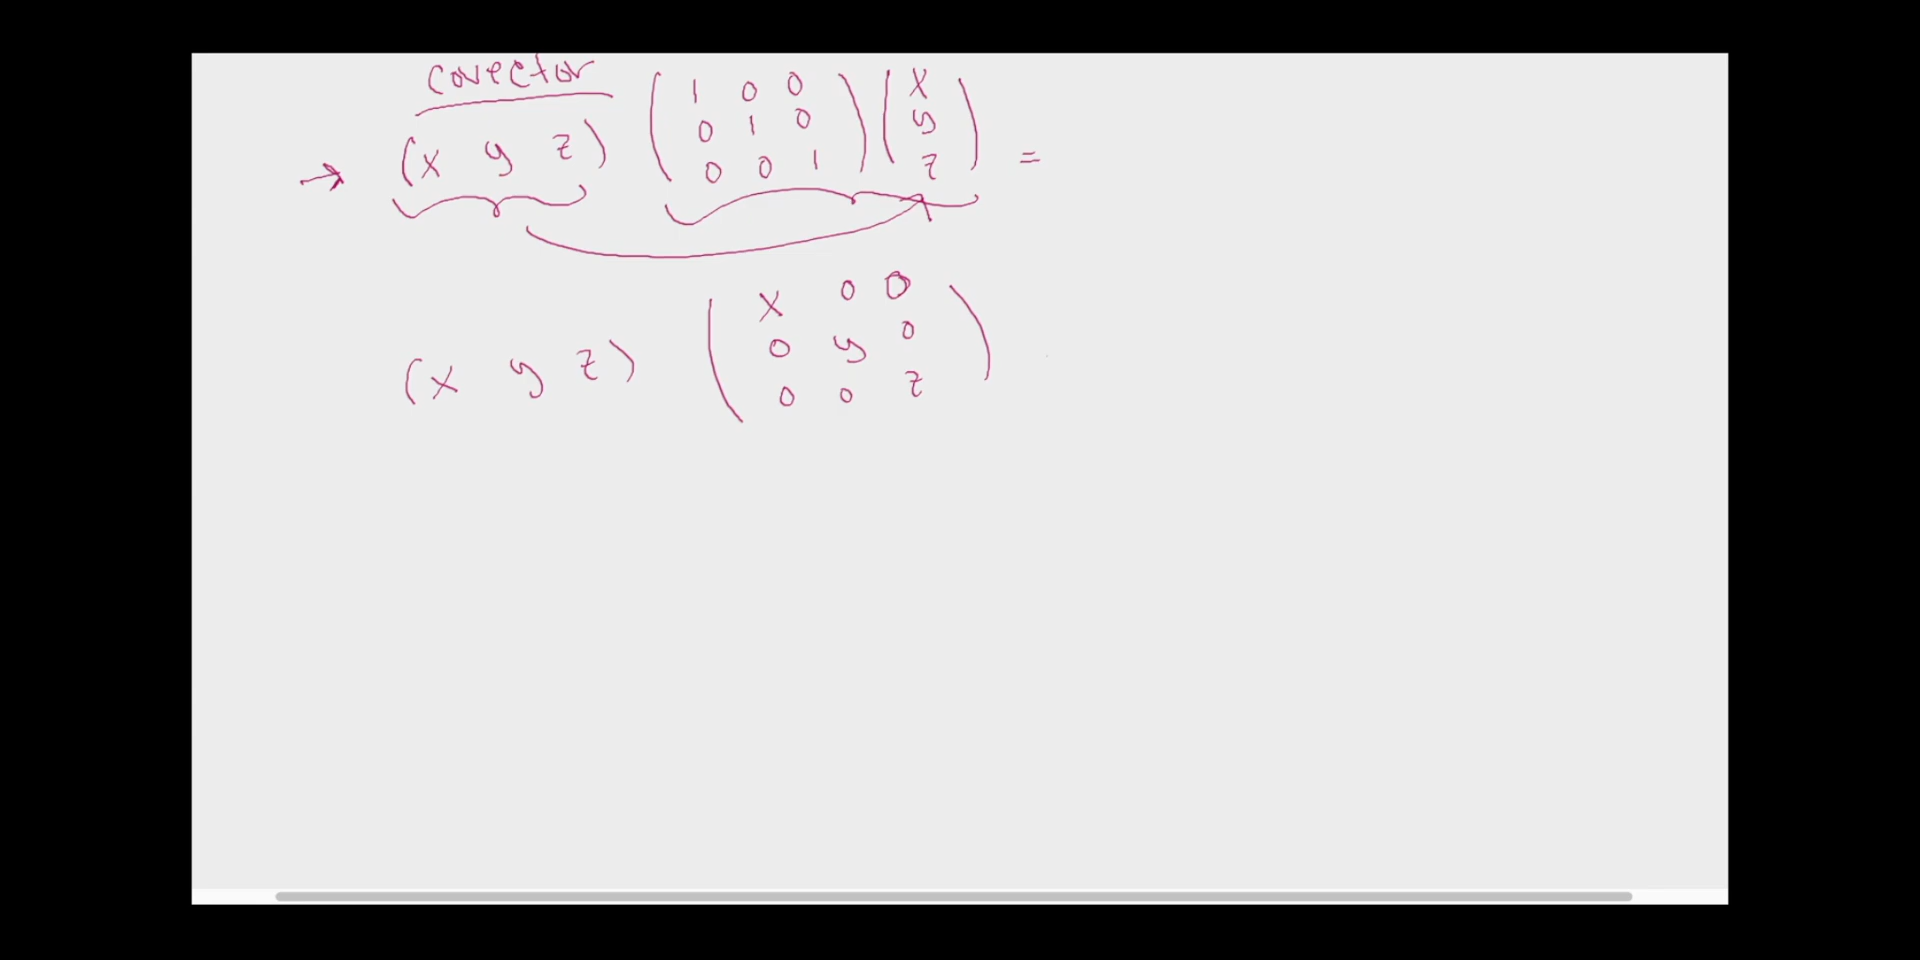 covector
→ (x y z) ( 1 0 0 ) ( x ) =
0 1 0 y
0 0 1 z
(x y z) ( x 0 0 )
0 y 0
0 0 z